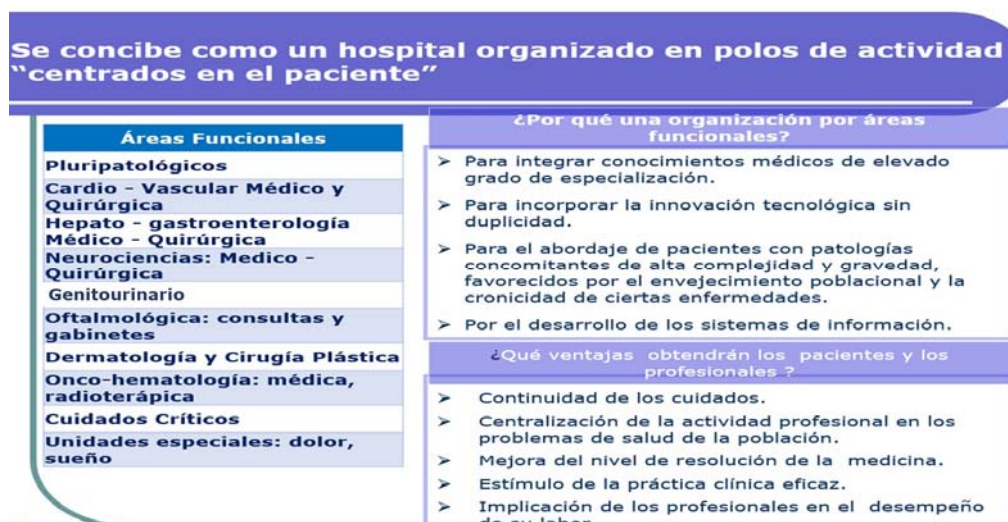 Se concibe como un hospital organizado en polos de actividad
“centrados en el paciente”
Áreas Funcionales
Pluripatológicos
Cardio - Vascular Médico y
Quirúrgica
Hepato - gastroenterología
Médico - Quirúrgica
Neurociencias: Medico -
Quirúrgica
Genitourinario
Oftalmológica: consultas y
gabinetes
Dermatología y Cirugía Plástica
Onco-hematología: médica,
radioterápica
Cuidados Críticos
Unidades especiales: dolor,
sueño
¿Por qué una organización por áreas
funcionales?
➢ Para integrar conocimientos médicos de elevado
grado de especialización.
➢ Para incorporar la innovación tecnológica sin
duplicidad.
➢ Para el abordaje de pacientes con patologías
concomitantes de alta complejidad y gravedad,
favorecidos por el envejecimiento poblacional y la
cronicidad de ciertas enfermedades.
➢ Por el desarrollo de los sistemas de información.
¿Qué ventajas obtendrán los pacientes y los
profesionales ?
➢ Continuidad de los cuidados.
➢ Centralización de la actividad profesional en los
problemas de salud de la población.
➢ Mejora del nivel de resolución de la medicina.
➢ Estímulo de la práctica clínica eficaz.
➢ Implicación de los profesionales en el desempeño
de su labor